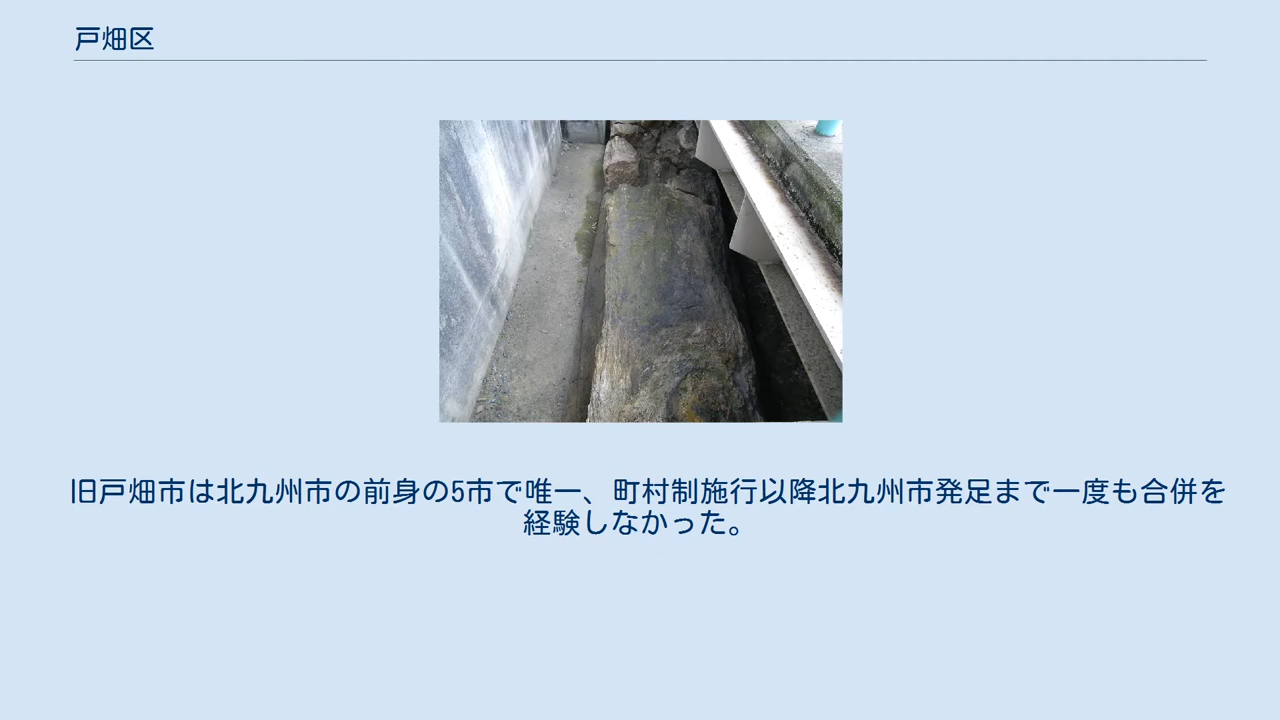 戸畑区
旧戸畑市は北九州市の前身の5市で唯一、町村制施行以降北九州市発足まで一度も合併を
経験しなかった。